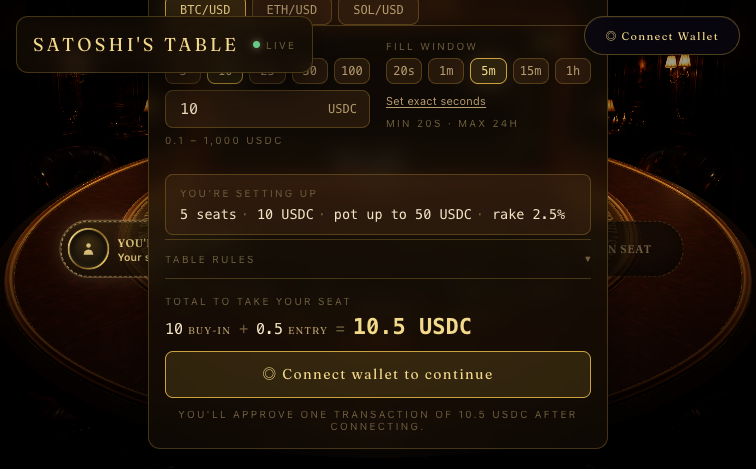 BTC/USD ETH/USD SOL/USD
SATOSHI'S TABLE LIVE
Connect Wallet
FILL WINDOW
100
20s 1m 5m 15m 1h
10 USDC
Set exact seconds
MIN 20S · MAX 24H
0.1 – 1,000 USDC
YOU'RE SETTING UP
5 seats · 10 USDC · pot up to 50 USDC · rake 2.5%
SEAT
TABLE RULES
TOTAL TO TAKE YOUR SEAT
10 BUY-IN + 0.5 ENTRY = 10.5 USDC
Connect wallet to continue
YOU'LL APPROVE ONE TRANSACTION OF 10.5 USDC AFTER
CONNECTING.